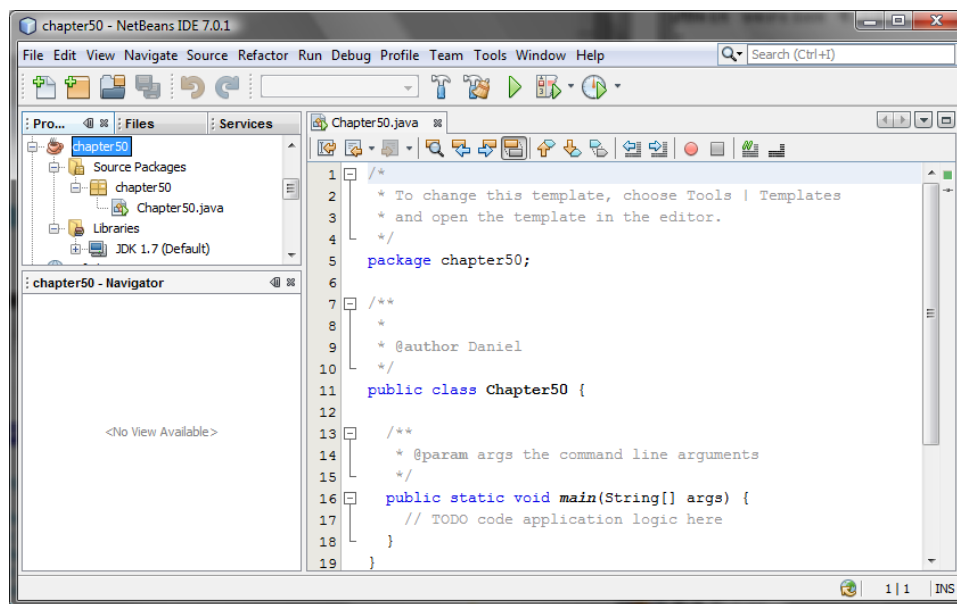 chapter50 - NetBeans IDE 7.0.1
File Edit View Navigate Source Refactor Run Debug Profile Team Tools Window Help
Search (Ctrl+I)
Pro... Files Services
chapter50
Source Packages
chapter50
Chapter50.java
Libraries
JDK 1.7 (Default)
chapter50 - Navigator
<No View Available>
Chapter50.java
1 /*
2 * To change this template, choose Tools | Templates
3 * and open the template in the editor.
4 */
5 package chapter50;
6
7 /**
8 *
9 * @author Daniel
10 */
11 public class Chapter50 {
12
13 /**
14 * @param args the command line arguments
15 */
16 public static void main(String[] args) {
17 // TODO code application logic here
18 }
19 }
1 | 1 INS